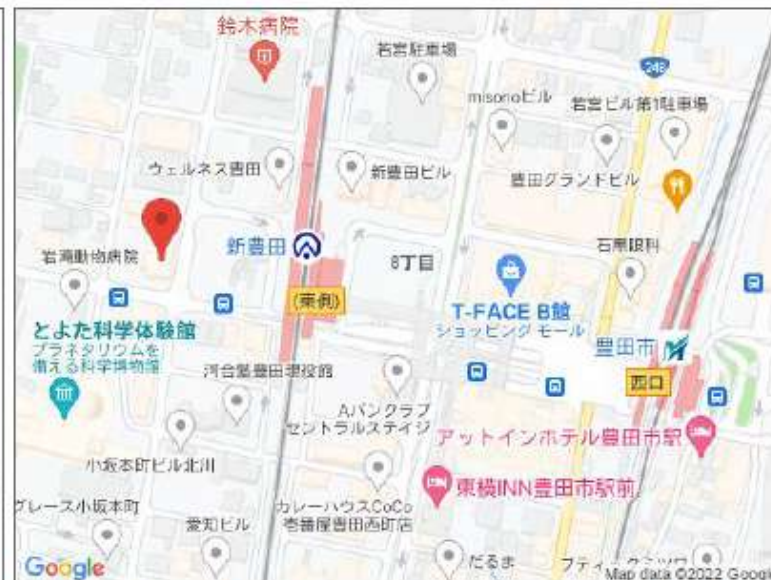 鈴木病院
若宮駐車場
248
misonoビル
若宮ビル第1駐車場
ウェルネス豊田
新豊田ビル
豊田グランドビル
岩滝動物病院
新豊田
8丁目
石黒眼科
(東側)
T-FACE B館
ショッピング モール
とよた科学体験館
プラネタリウムを
備える科学博物館
豊田市
西口
河合塾豊田現役館
Aパンクラブ
セントラルステイジ
アットインホテル豊田市駅
小坂本町ビル北川
東横INN豊田市駅前
グレース小坂本町
愛知ビル
カレーハウスCoCo
壱番屋豊田西町店
だるま
Google
Map data ©2022 Google